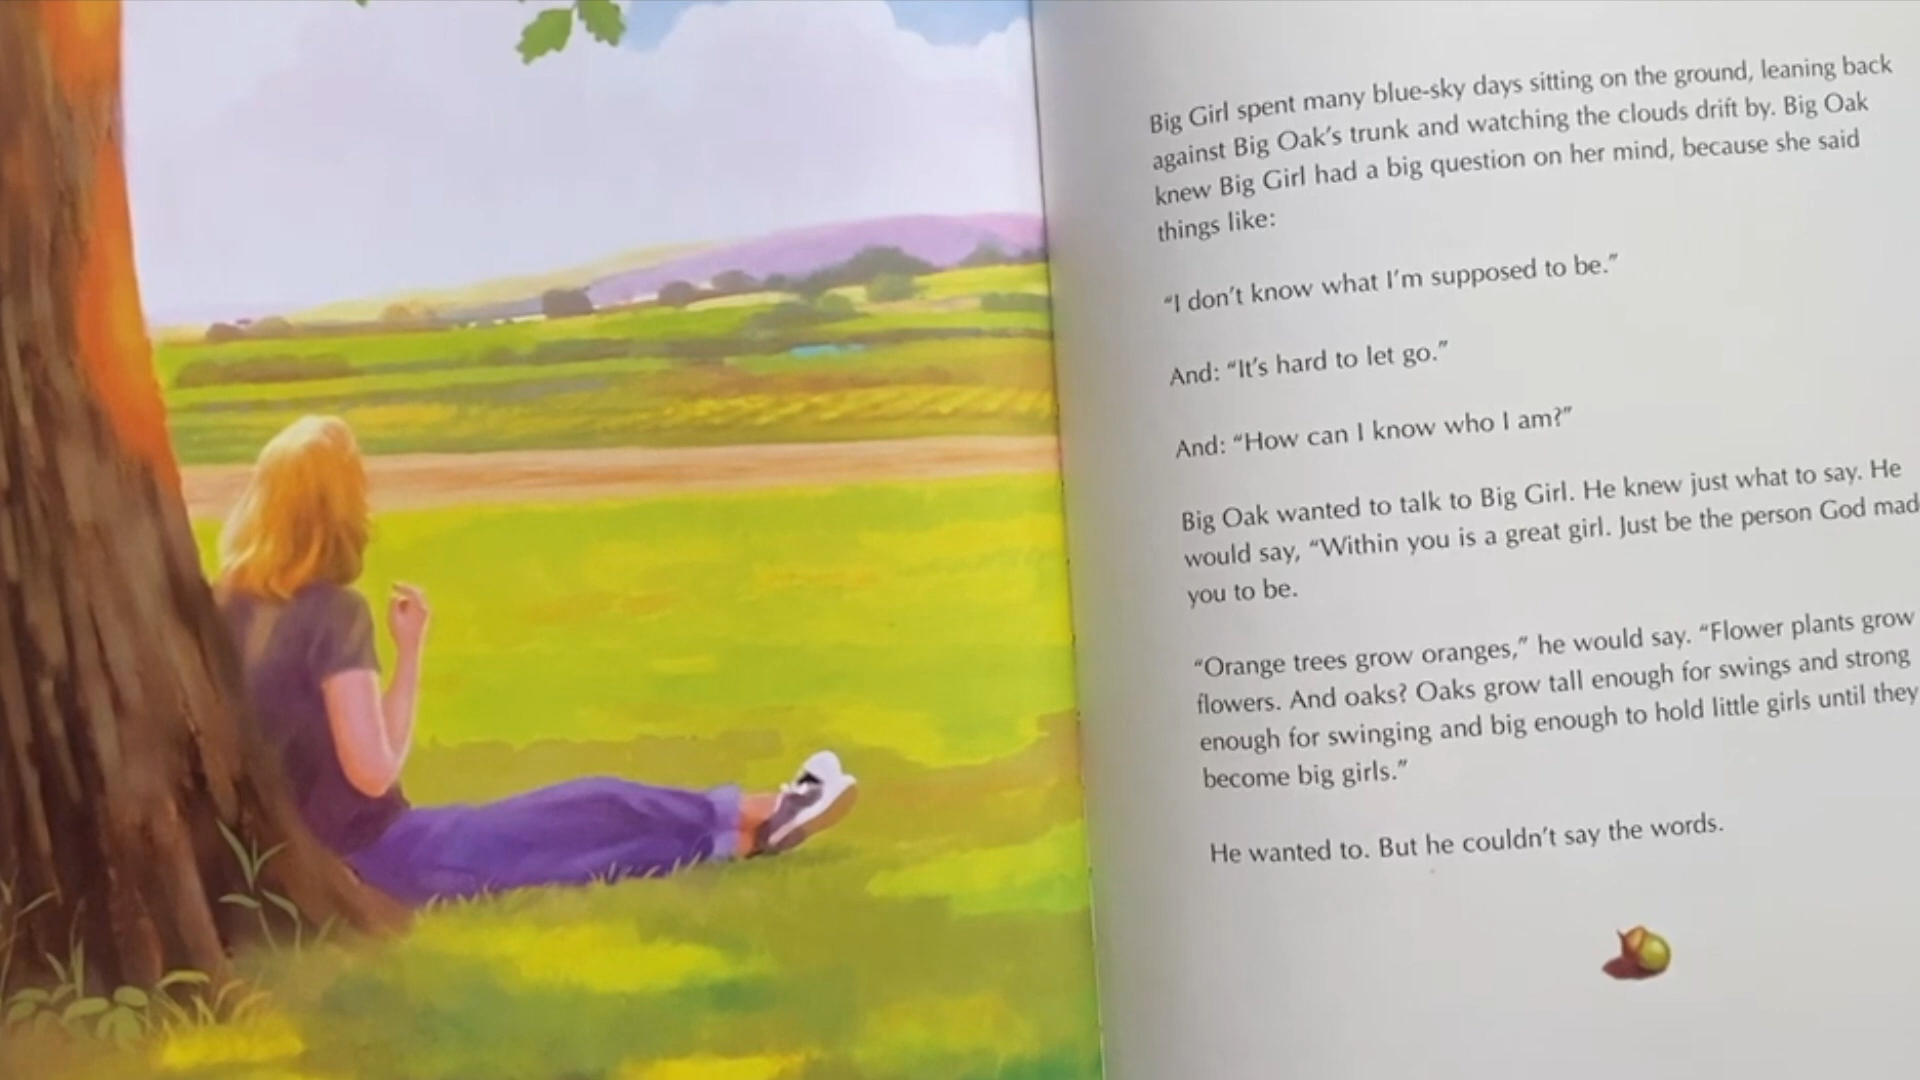 Big Girl spent many blue-sky days sitting on the ground, leaning back
against Big Oak's trunk and watching the clouds drift by. Big Oak
knew Big Girl had a big question on her mind, because she said
things like:
“I don't know what I'm supposed to be.”
And: “It's hard to let go.”
And: “How can I know who I am?”
Big Oak wanted to talk to Big Girl. He knew just what to say. He
would say, “Within you is a great girl. Just be the person God mad
you to be.
“Orange trees grow oranges,” he would say. “Flower plants grow
flowers. And oaks? Oaks grow tall enough for swings and strong
enough for swinging and big enough to hold little girls until they
become big girls.”
He wanted to. But he couldn't say the words.